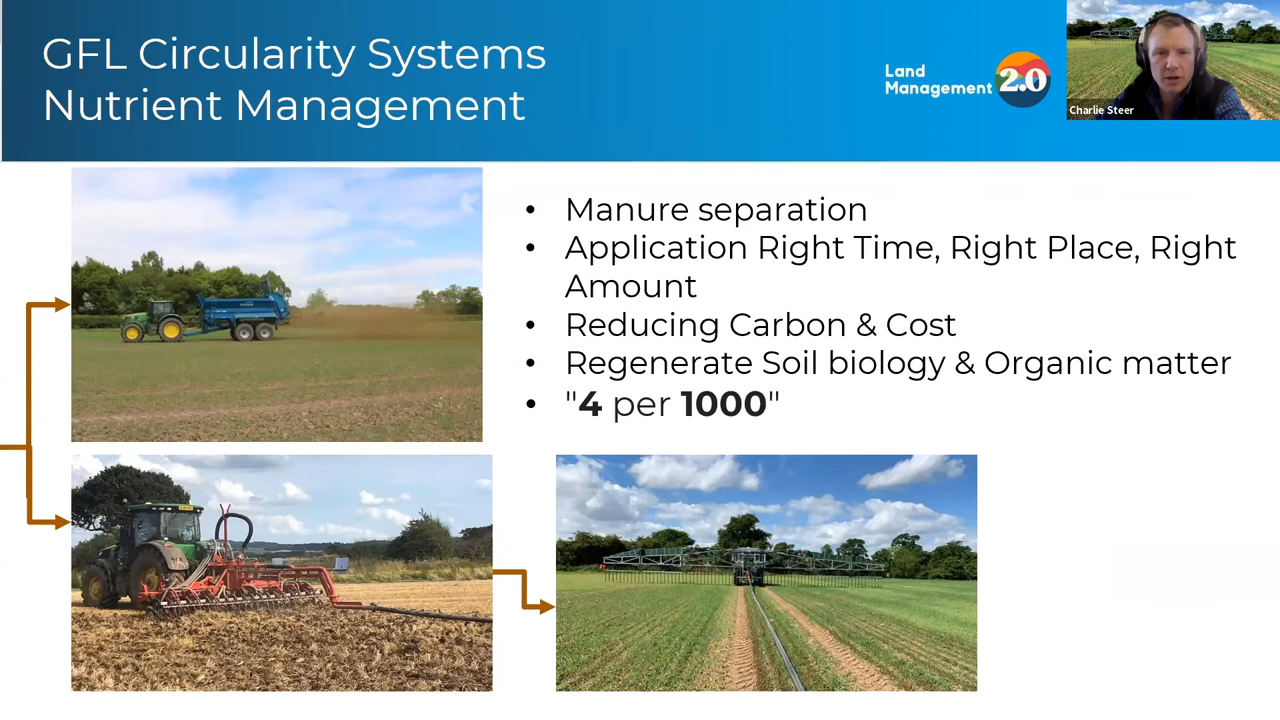 GFL Circularity Systems
Nutrient Management
Land
Management 2.0
Charlie Steer
• Manure separation
• Application Right Time, Right Place, Right
Amount
• Reducing Carbon & Cost
• Regenerate Soil biology & Organic matter
• "4 per 1000"